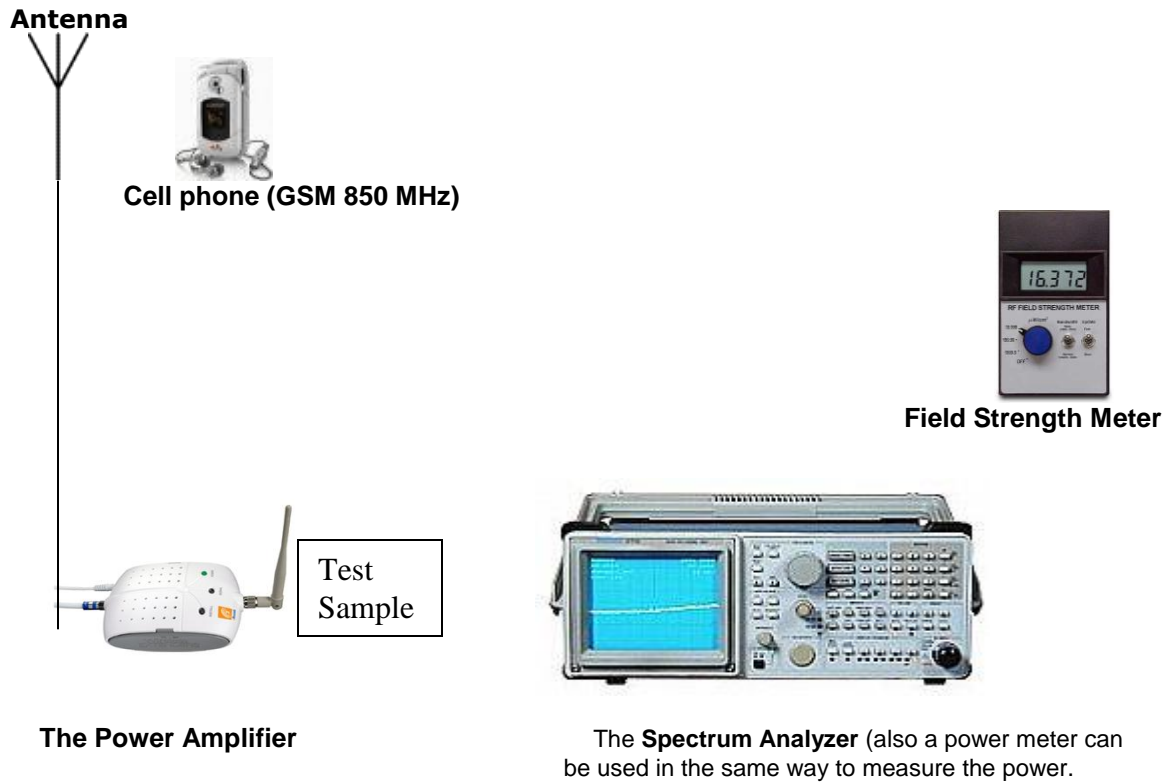 Antenna
Cell phone (GSM 850 MHz)
16.372
RF FIELD STRENGTH METER
OFF
Field Strength Meter
Test
Sample
The Power Amplifier
The Spectrum Analyzer (also a power meter can
be used in the same way to measure the power.